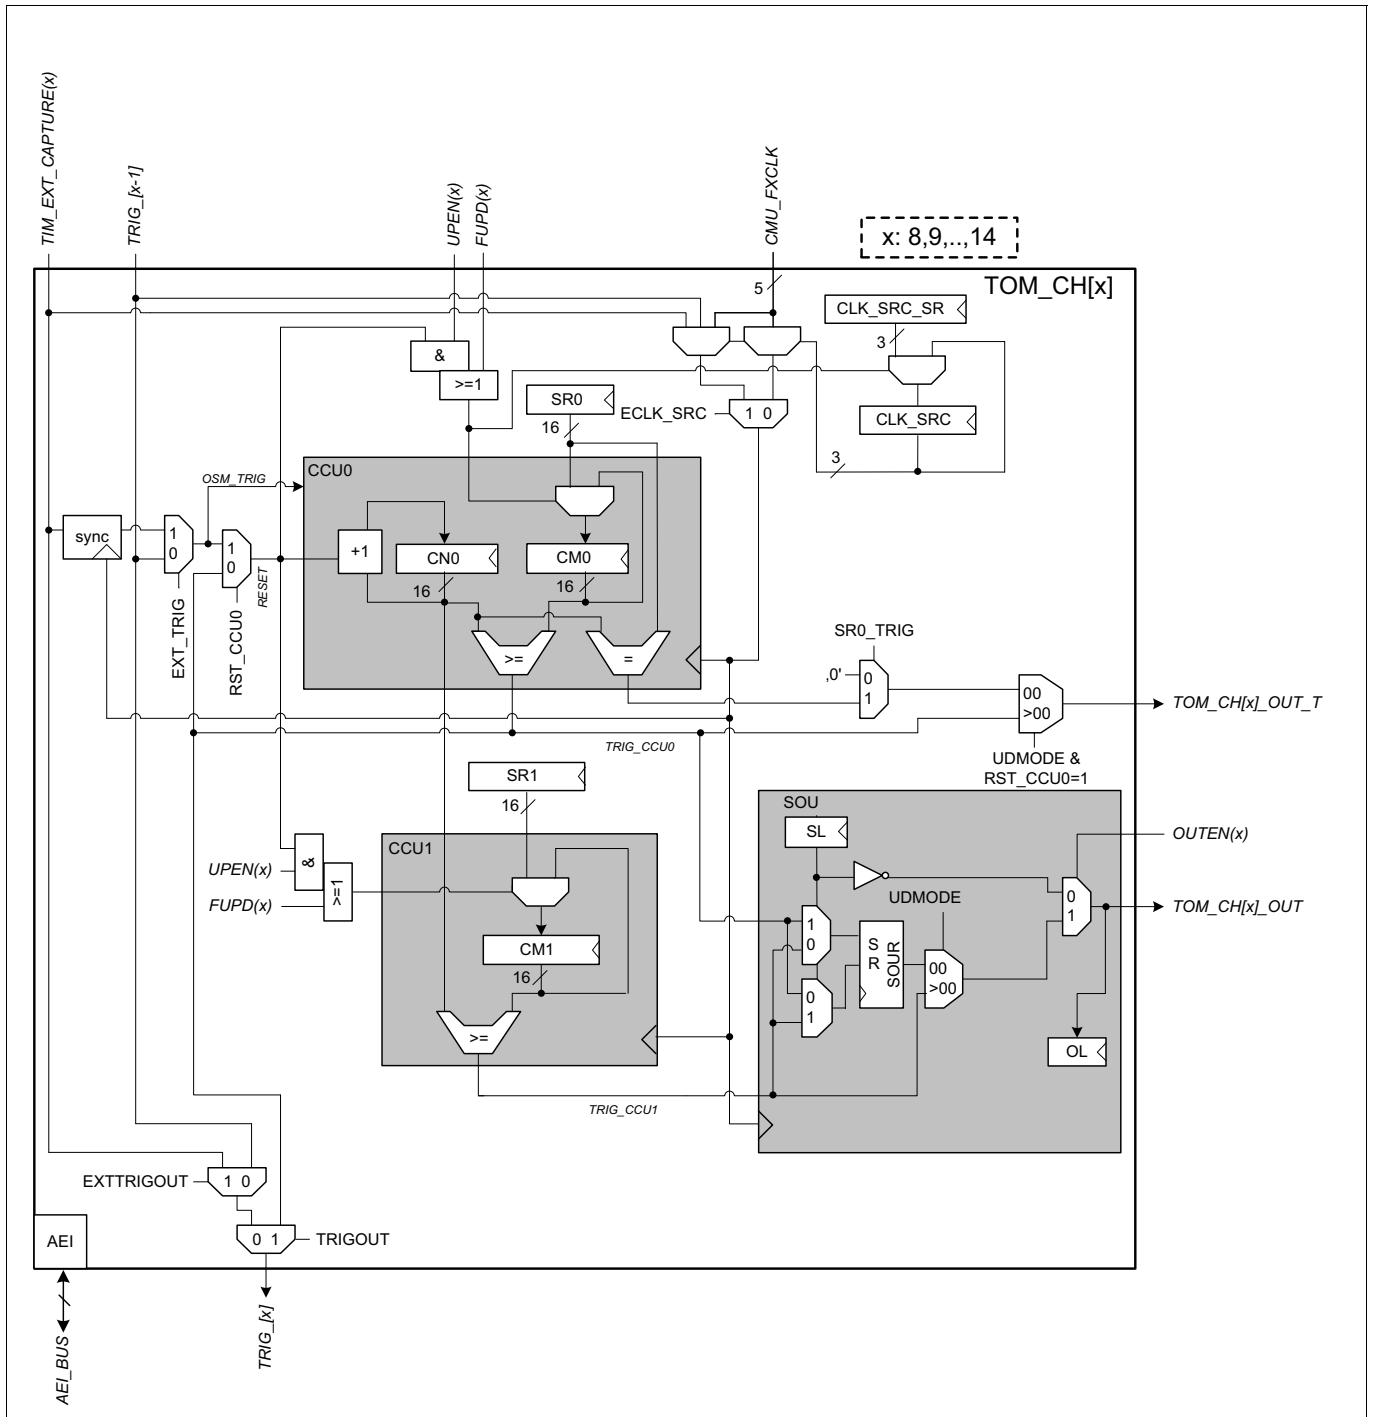 TIM_EXT_CAPTURE(x)
TRIG_[x-1]
UPEN(x)
FUPD(x)
CMU_FXCLK
x: 8,9,..,14
TOM_CH[x]
5
CLK_SRC_SR
3
&
>=1
SR0
16
ECLK_SRC
1 0
CLK_SRC
3
CCU0
OSM_TRIG
sync
1
0
1
0
RESET
EXT_TRIG
RST_CCU0
+1
CN0
16
CM0
16
>=
=
SR0_TRIG
,0'
0
1
00
>00
TOM_CH[x]_OUT_T
UDMODE &
RST_CCU0=1
TRIG_CCU0
SR1
16
SOU
SL
OUTEN(x)
CCU1
&
>=1
UPEN(x)
FUPD(x)
CM1
16
>=
UDMODE
0
1
TOM_CH[x]_OUT
1
0
S
R
SOUR
00
>00
0
1
OL
TRIG_CCU1
EXTTRIGOUT
1 0
0 1
TRIGOUT
AEI
AEI_BUS
TRIG_[x]